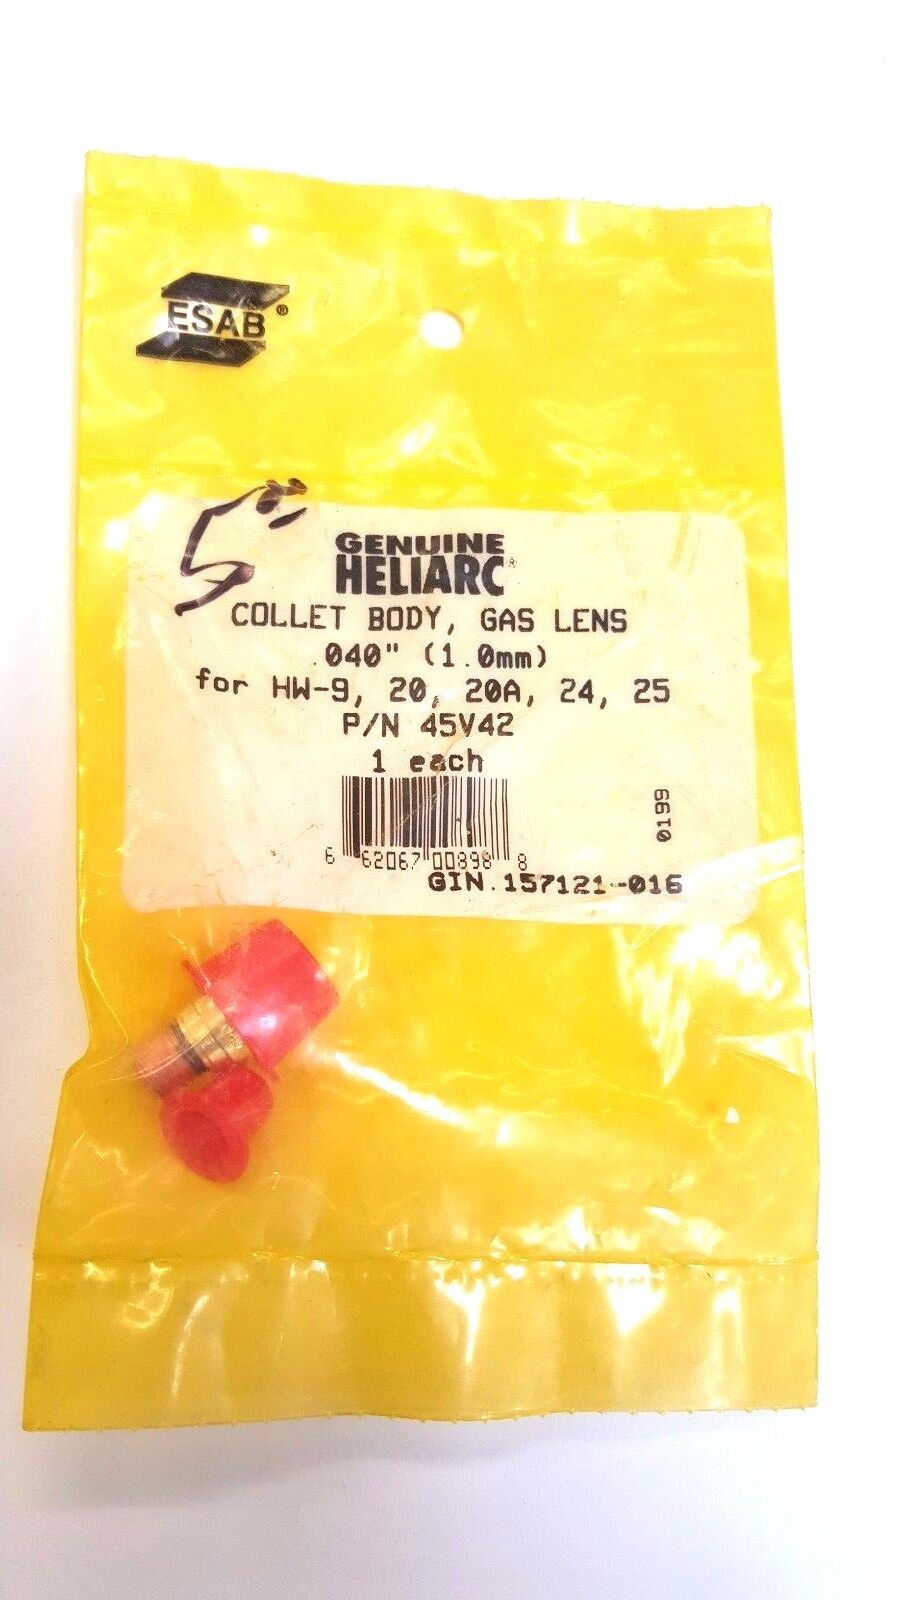 ESAB®
5⁰⁰
GENUINE
HELIARC®
COLLET BODY, GAS LENS
.040" (1.0mm)
for HW-9, 20, 20A, 24, 25
P/N 45V42
1 each
0199
6 62067 00898 8
GIN.157121-016